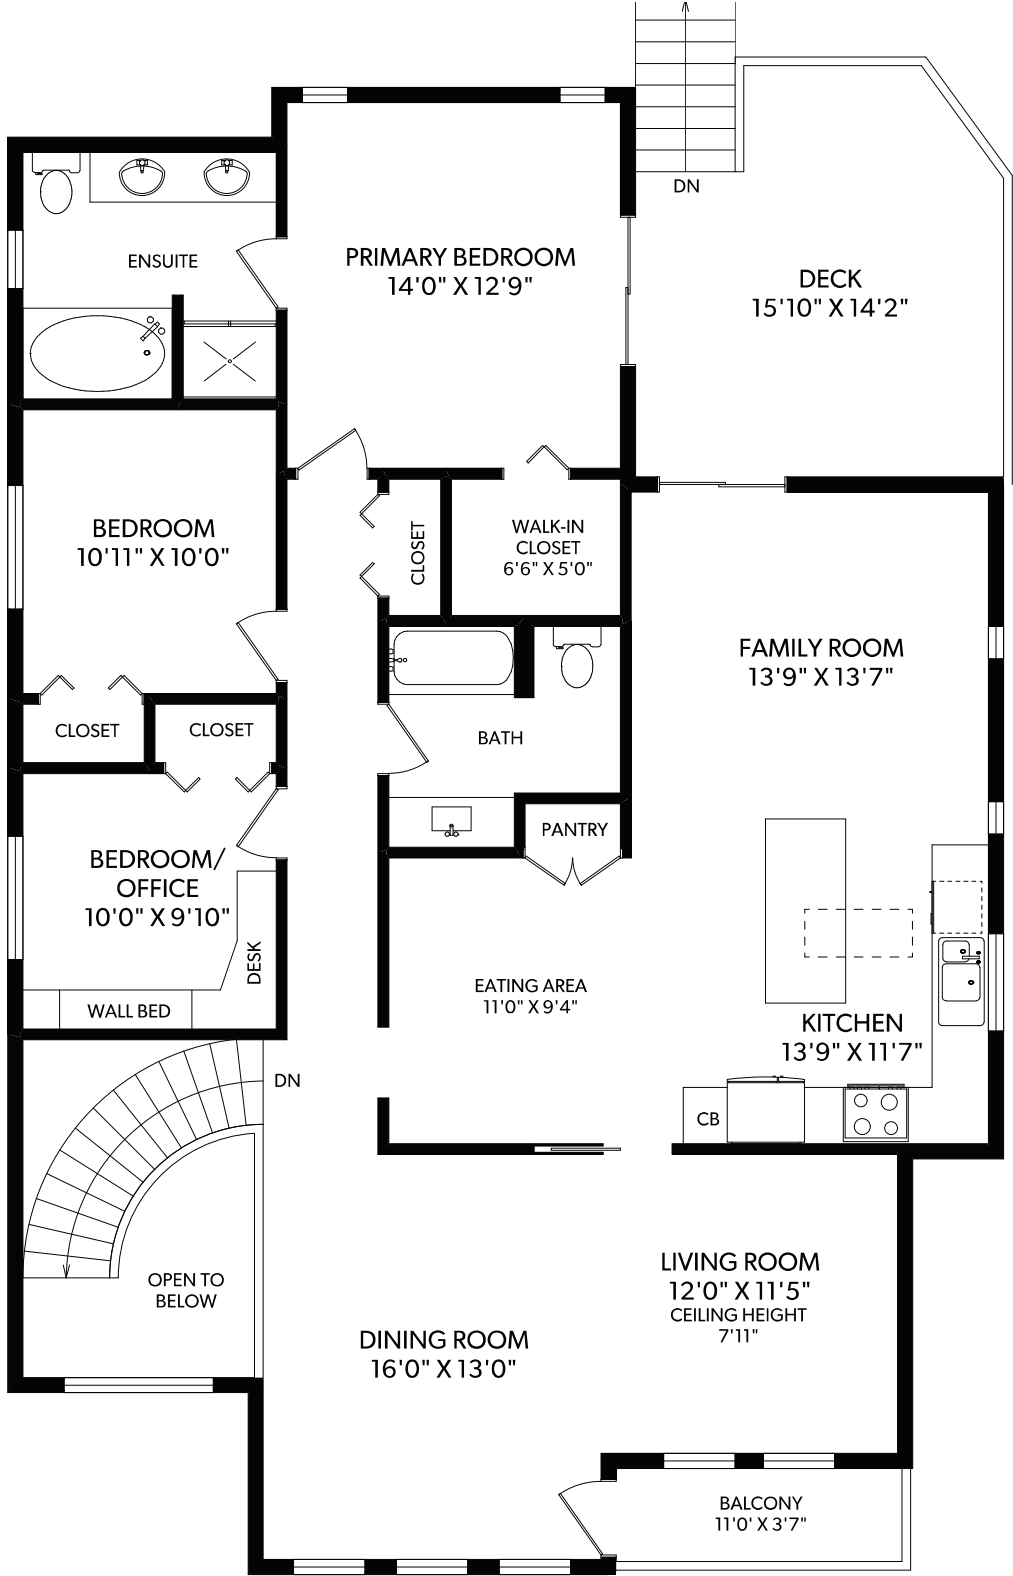 DN
PRIMARY BEDROOM
14'0" X 12'9"
ENSUITE
DECK
15'10" X 14'2"
BEDROOM
10'11" X 10'0"
CLOSET
WALK-IN
CLOSET
6'6" X 5'0"
FAMILY ROOM
13'9" X 13'7"
CLOSET
CLOSET
BATH
PANTRY
BEDROOM/
OFFICE
10'0" X 9'10"
DESK
WALL BED
EATING AREA
11'0" X 9'4"
KITCHEN
13'9" X 11'7"
DN
CB
OPEN TO
BELOW
LIVING ROOM
12'0" X 11'5"
CEILING HEIGHT
7'11"
DINING ROOM
16'0" X 13'0"
BALCONY
11'0' X 3'7"